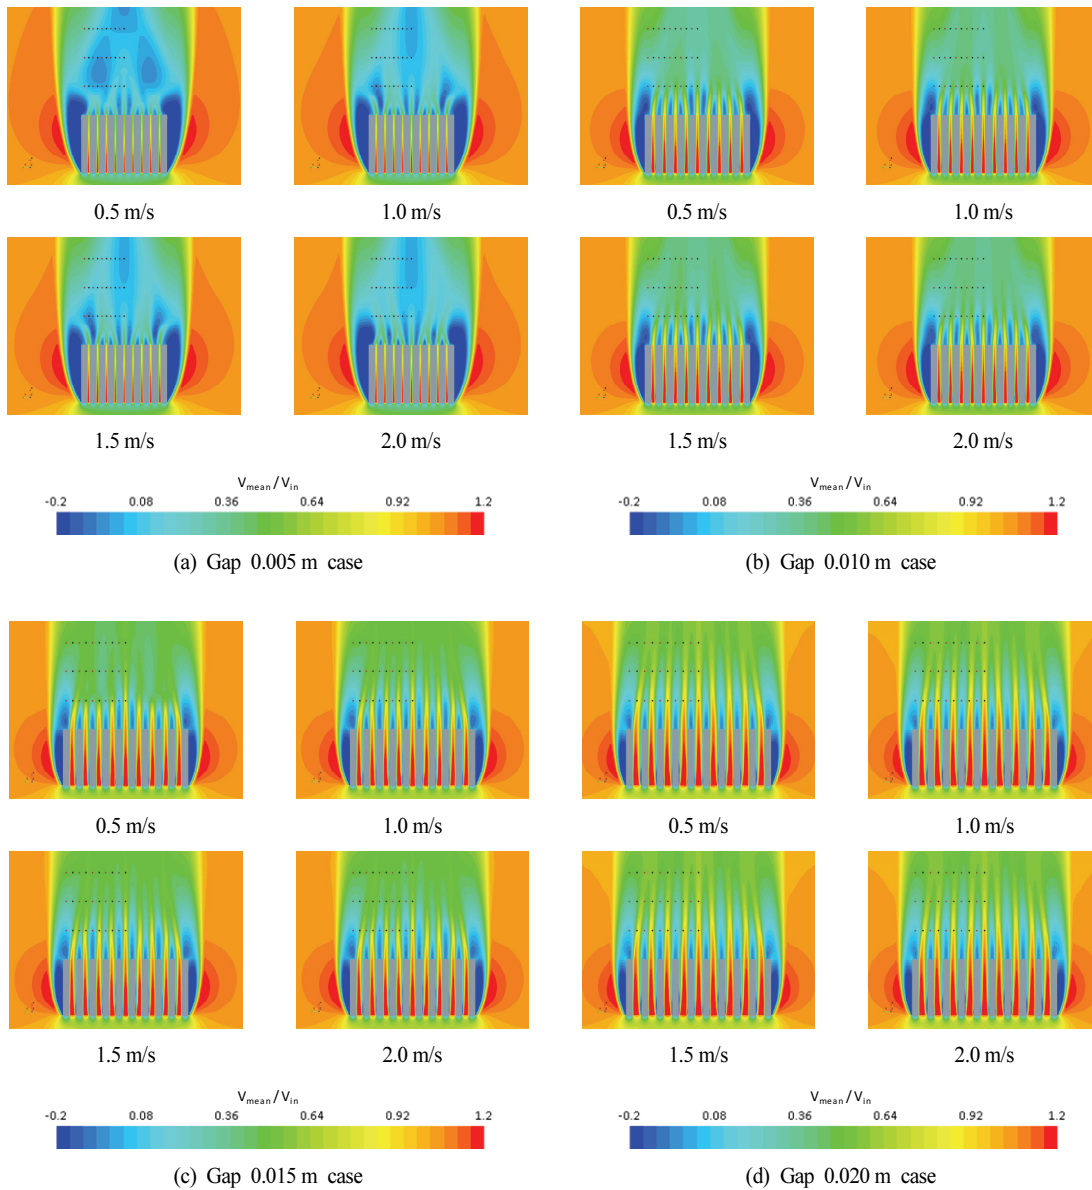 0.5 m/s 1.0 m/s 0.5 m/s 1.0 m/s
1.5 m/s 2.0 m/s 1.5 m/s 2.0 m/s
Vmean / Vin Vmean / Vin
-0.2 0.08 0.36 0.64 0.92 1.2 -0.2 0.08 0.36 0.64 0.92 1.2
(a) Gap 0.005 m case (b) Gap 0.010 m case
0.5 m/s 1.0 m/s 0.5 m/s 1.0 m/s
1.5 m/s 2.0 m/s 1.5 m/s 2.0 m/s
Vmean / Vin Vmean / Vin
-0.2 0.08 0.36 0.64 0.92 1.2 -0.2 0.08 0.36 0.64 0.92 1.2
(c) Gap 0.015 m case (d) Gap 0.020 m case